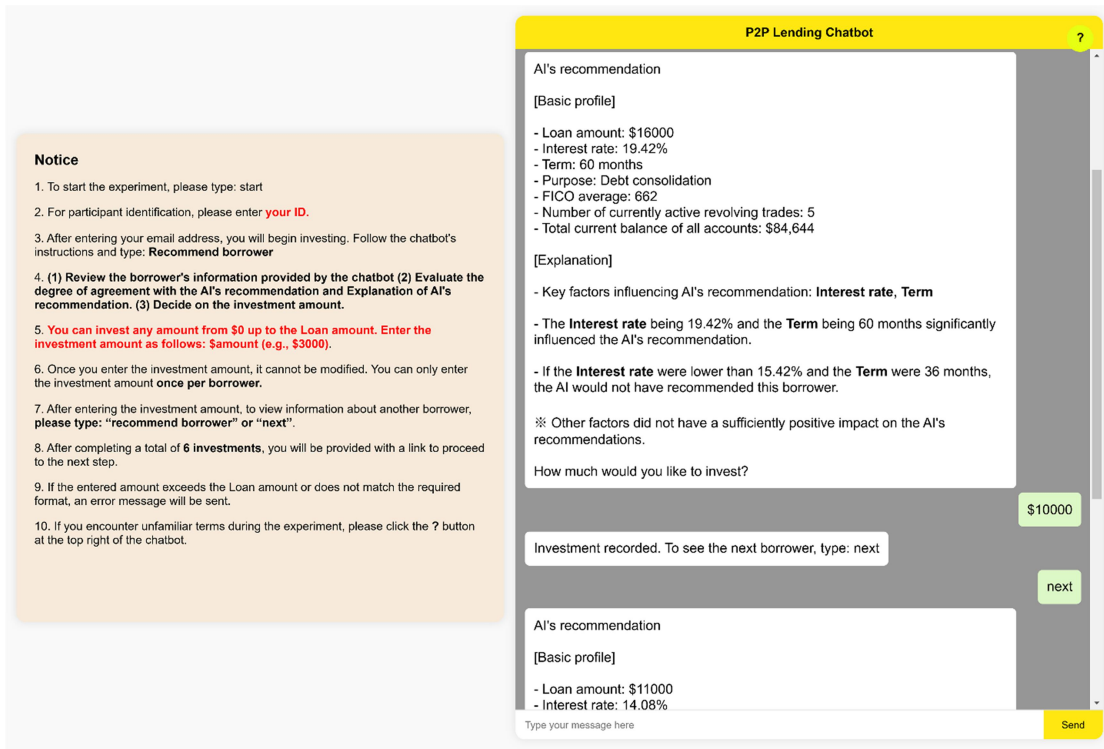 Notice
1. To start the experiment, please type: start
2. For participant identification, please enter your ID.
3. After entering your email address, you will begin investing. Follow the chatbot's
instructions and type: Recommend borrower
4. (1) Review the borrower's information provided by the chatbot (2) Evaluate the
degree of agreement with the AI's recommendation and Explanation of AI's
recommendation. (3) Decide on the investment amount.
5. You can invest any amount from $0 up to the Loan amount. Enter the
investment amount as follows: $amount (e.g., $3000).
6. Once you enter the investment amount, it cannot be modified. You can only enter
the investment amount once per borrower.
7. After entering the investment amount, to view information about another borrower,
please type: “recommend borrower” or “next”.
8. After completing a total of 6 investments, you will be provided with a link to proceed
to the next step.
9. If the entered amount exceeds the Loan amount or does not match the required
format, an error message will be sent.
10. If you encounter unfamiliar terms during the experiment, please click the ? button
at the top right of the chatbot.
P2P Lending Chatbot
?
AI's recommendation
[Basic profile]
- Loan amount: $16000
- Interest rate: 19.42%
- Term: 60 months
- Purpose: Debt consolidation
- FICO average: 662
- Number of currently active revolving trades: 5
- Total current balance of all accounts: $84,644
[Explanation]
- Key factors influencing AI's recommendation: Interest rate, Term
- The Interest rate being 19.42% and the Term being 60 months significantly
influenced the AI's recommendation.
- If the Interest rate were lower than 15.42% and the Term were 36 months,
the AI would not have recommended this borrower.
※ Other factors did not have a sufficiently positive impact on the AI's
recommendations.
How much would you like to invest?
$10000
Investment recorded. To see the next borrower, type: next
next
AI's recommendation
[Basic profile]
- Loan amount: $11000
- Interest rate: 14.08%
Type your message here
Send